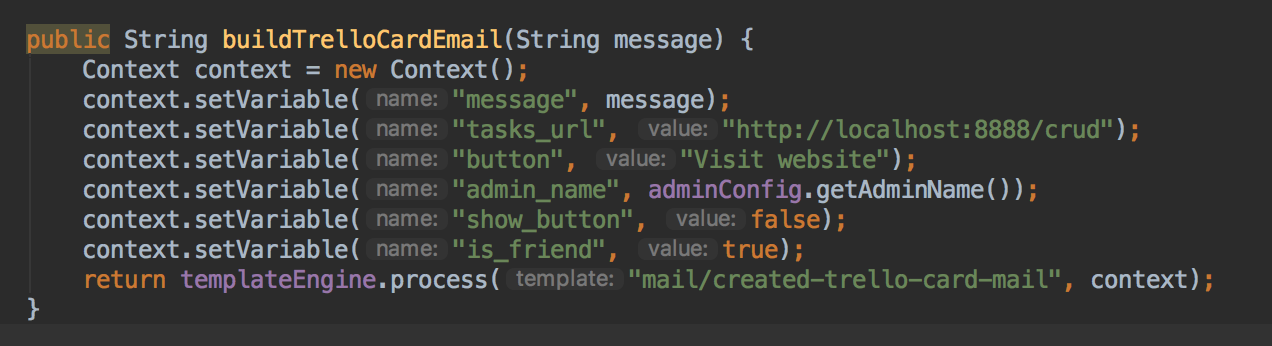 public String buildTrelloCardEmail(String message) {
    Context context = new Context();
    context.setVariable( name: "message", message);
    context.setVariable( name: "tasks_url", value: "http://localhost:8888/crud");
    context.setVariable( name: "button", value: "Visit website");
    context.setVariable( name: "admin_name", adminConfig.getAdminName());
    context.setVariable( name: "show_button", value: false);
    context.setVariable( name: "is_friend", value: true);
    return templateEngine.process( template: "mail/created-trello-card-mail", context);
}